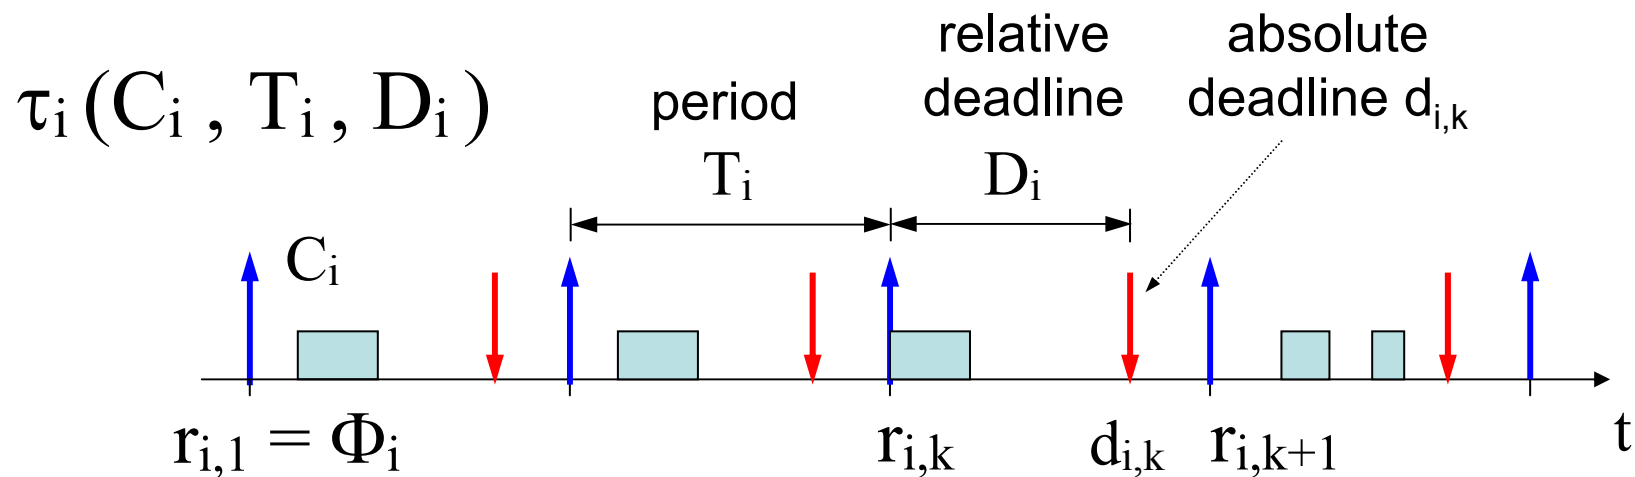 τi (Ci , Ti , Di )
period
Ti
relative
deadline
Di
absolute
deadline di,k
Ci
ri,1 = Φi
ri,k
di,k
ri,k+1
t